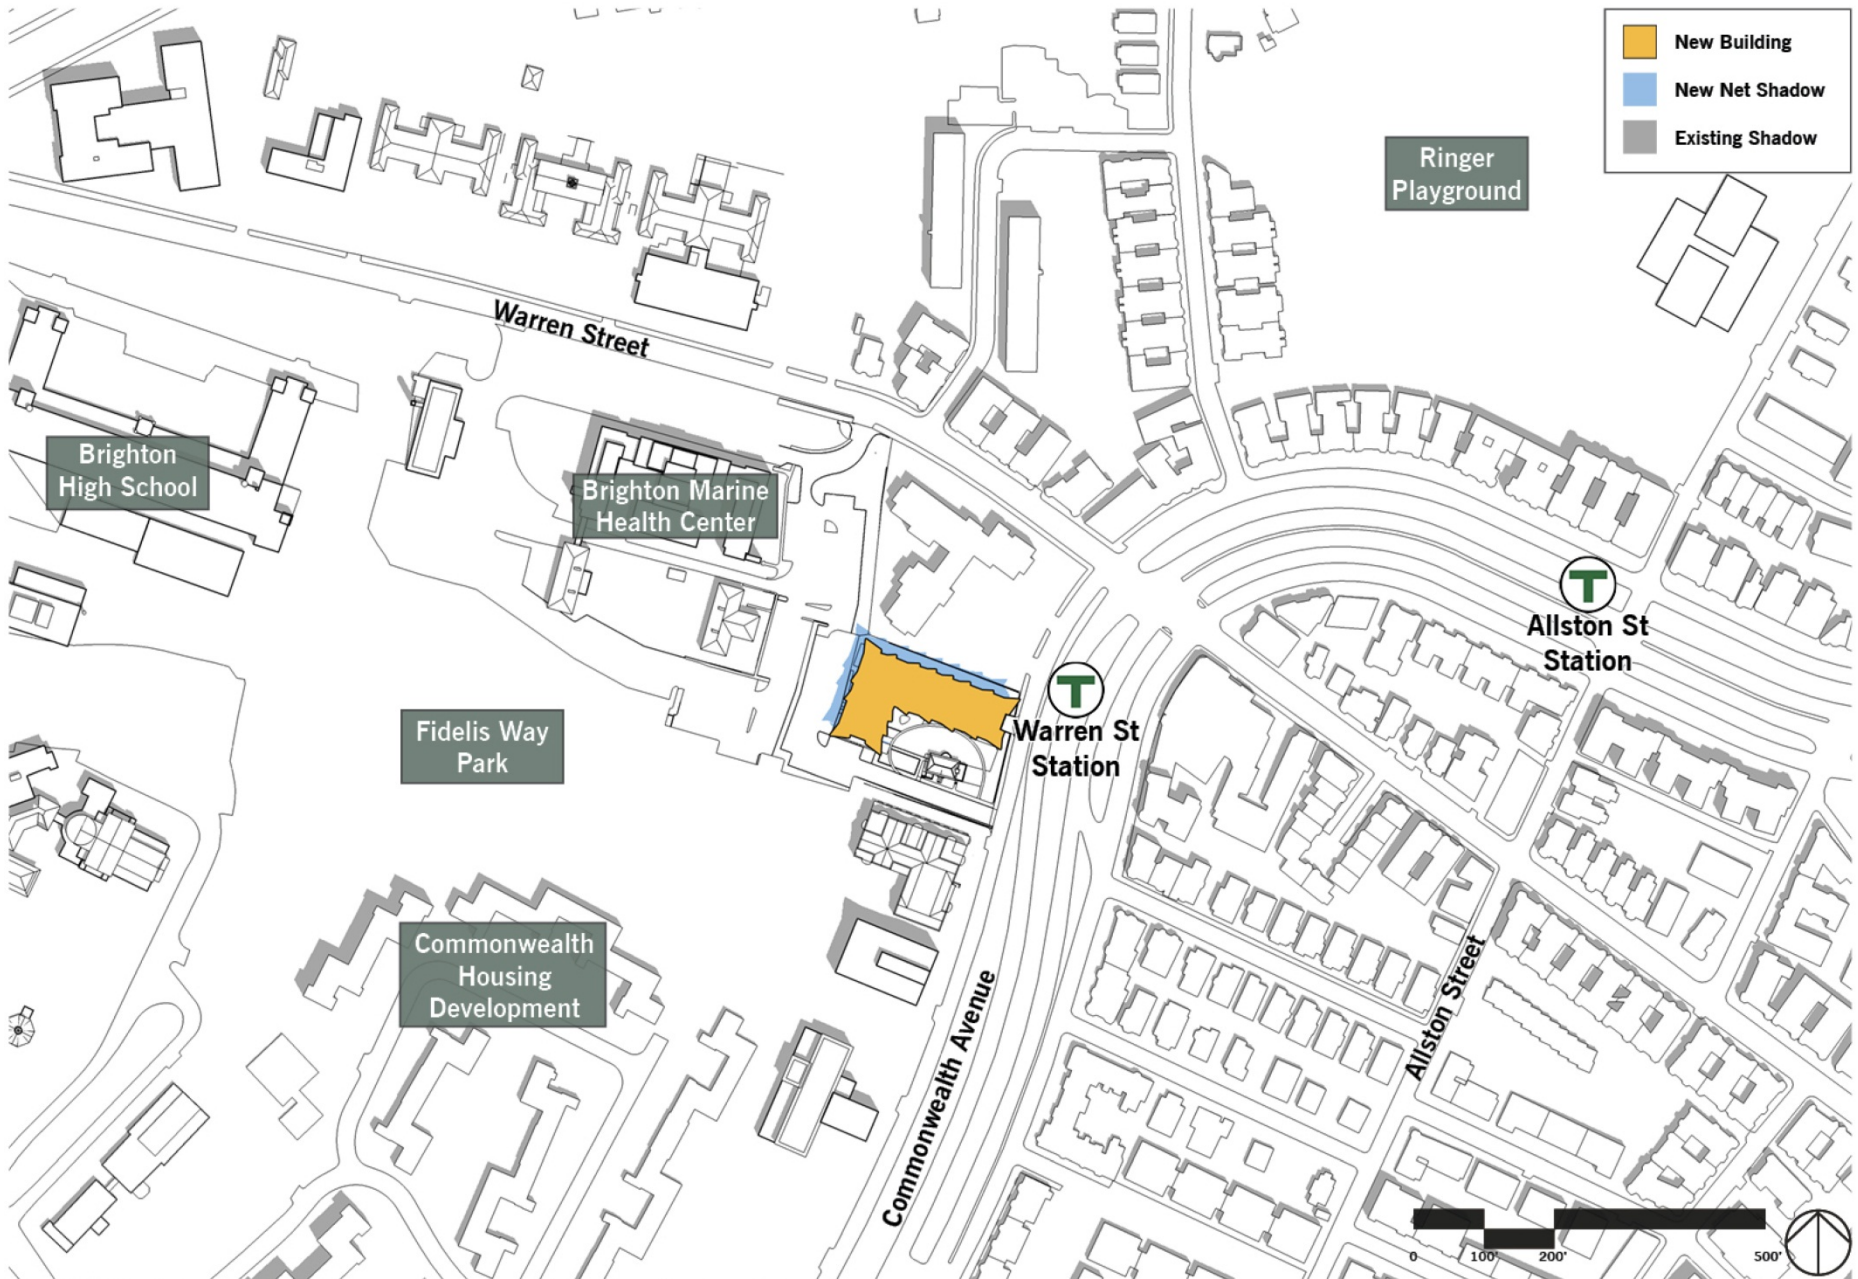 New Building
New Net Shadow
Existing Shadow
Ringer
Playground
Warren Street
Brighton
High School
Brighton Marine
Health Center
T
Allston St
Station
T
Warren St
Station
Fidelis Way
Park
Commonwealth
Housing
Development
Commonwealth Avenue
Allston Street
0 100' 200' 500'